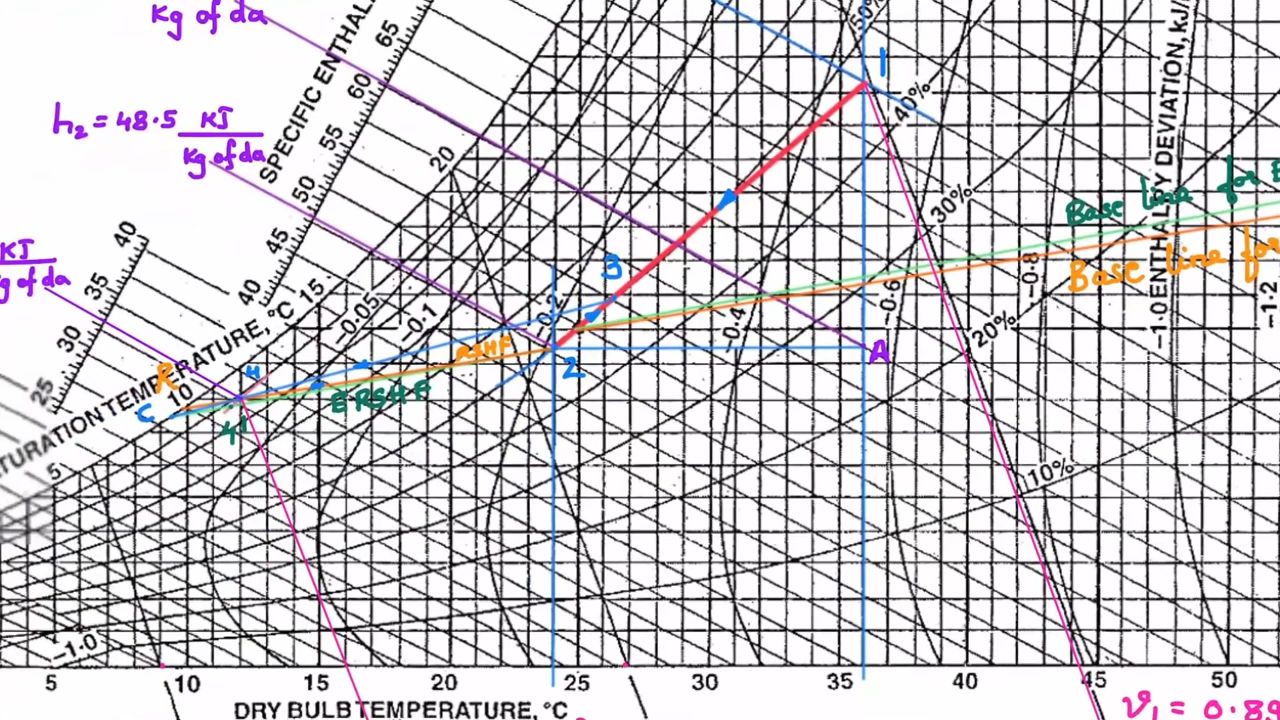 Kg of da
h₂ = 48.5 KJ
Kg of da
KJ
Kg of da
SPECIFIC ENTHAL
65
60
55
50
45
40
40
35
30
25
20
15
10
5
TURATION TEMPERATURE, °C
50%
40%
30%
20%
10%
-0.05
-0.1
-0.2
-0.4
-0.6
-0.8
-1.0
-1.2
-1.0
ENTHALPY DEVIATION, kJ/
1
3
2
A
R
C
4
RSHF
ERSHF
Base line for E
Base line for
5 10 15 20 25 30 35 40 45 50
DRY BULB TEMPERATURE, °C
v₁ = 0.89